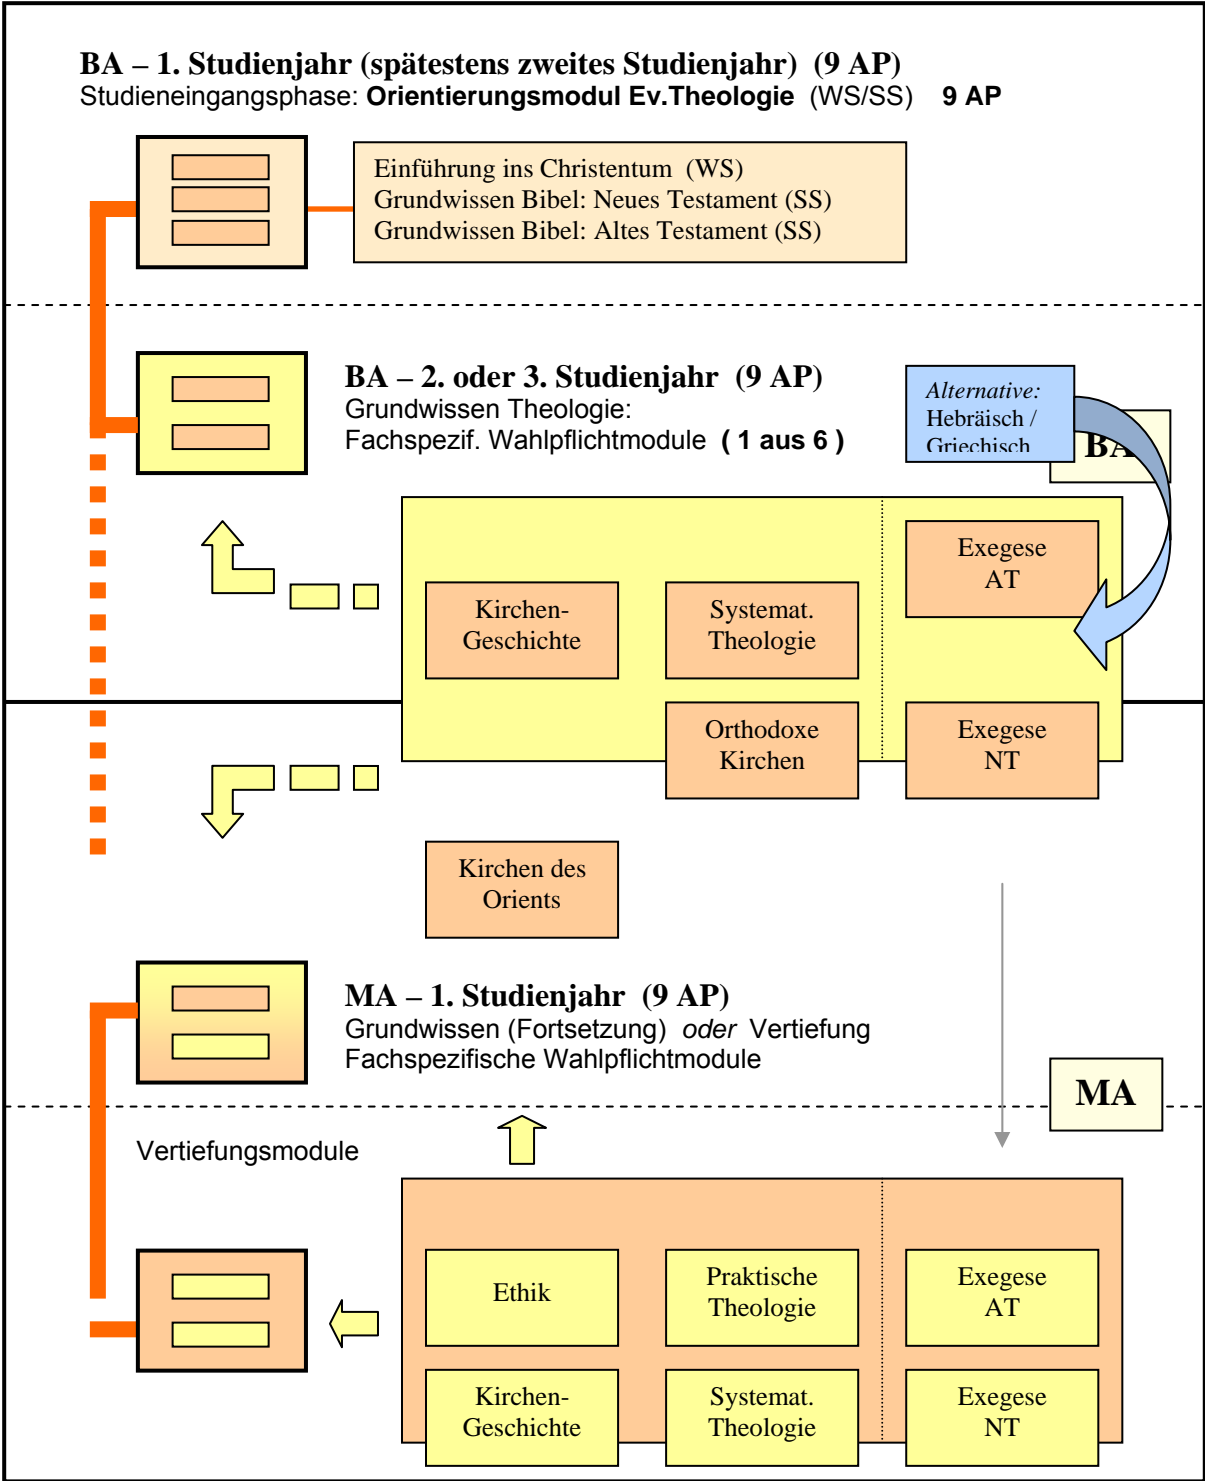 BA – 1. Studienjahr (spätestens zweites Studienjahr) (9 AP)
Studieneingangsphase: Orientierungsmodul Ev.Theologie (WS/SS) 9 AP
Einführung ins Christentum (WS)
Grundwissen Bibel: Neues Testament (SS)
Grundwissen Bibel: Altes Testament (SS)
BA – 2. oder 3. Studienjahr (9 AP)
Grundwissen Theologie:
Fachspezif. Wahlpflichtmodule ( 1 aus 6 )
Alternative:
Hebräisch /
Griechisch
BA
Exegese
AT
Kirchen-
Geschichte
Systemat.
Theologie
Orthodoxe
Kirchen
Exegese
NT
Kirchen des
Orients
MA – 1. Studienjahr (9 AP)
Grundwissen (Fortsetzung) oder Vertiefung
Fachspezifische Wahlpflichtmodule
MA
Vertiefungsmodule
Ethik
Praktische
Theologie
Exegese
AT
Kirchen-
Geschichte
Systemat.
Theologie
Exegese
NT